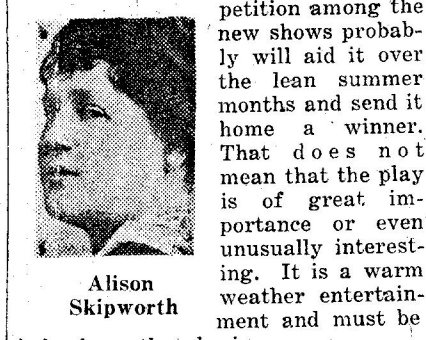 petition among the
new shows probab-
ly will aid it over
the lean summer
months and send it
home a winner.
That does not
mean that the play
is of great im-
portance or even
unusually interest-
ing. It is a warm
weather entertain-
ment and must be
Alison
Skipworth